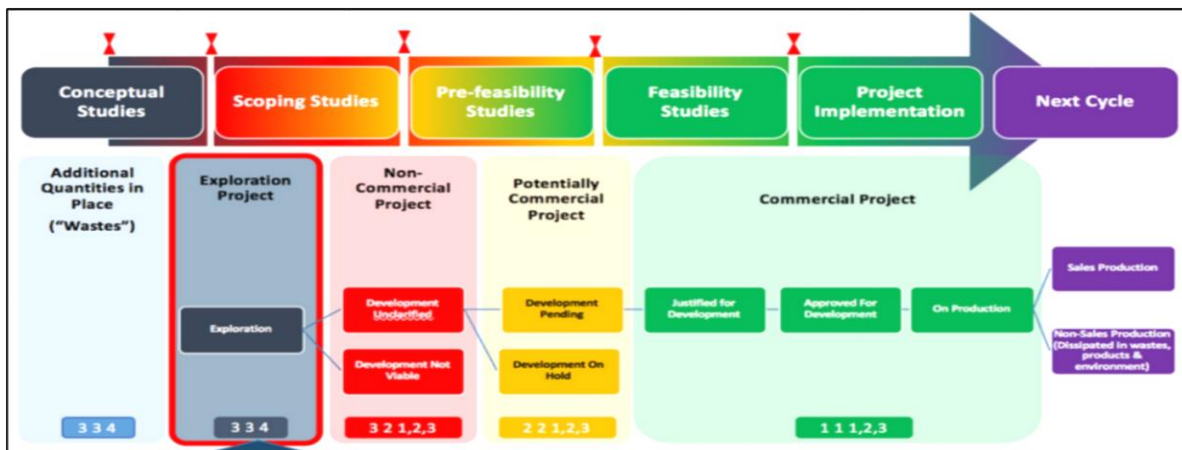 Conceptual
Studies
Scoping Studies
Pre-feasibility
Studies
Feasibility
Studies
Project
Implementation
Next Cycle
Additional
Quantities in
Place
("Wastes")
Exploration
Project
Non-
Commercial
Project
Potentially
Commercial
Project
Commercial Project
Exploration
Development
Unclarified
Development Not
Viable
Development
Pending
Development On
Hold
Justified for
Development
Approved For
Development
On Production
Sales Production
Non-Sales Production
(Dissipated in wastes,
products &
environment)
3 3 4
3 3 4
3 2 1,2,3
2 2 1,2,3
1 1 1,2,3